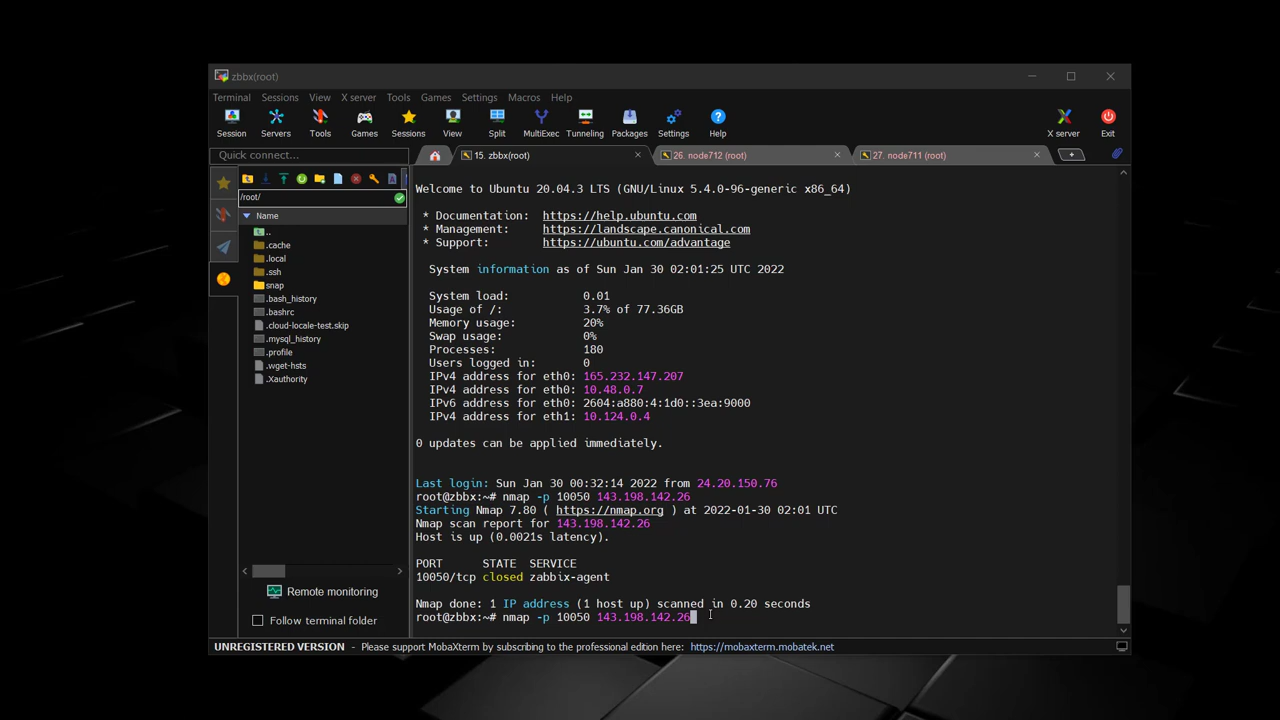 zbbx(root)
Terminal Sessions View X server Tools Games Settings Macros Help
Session Servers Tools Games Sessions View Split MultiExec Tunneling Packages Settings Help X server Exit
Quick connect...
15. zbbx(root)
26. node712 (root)
27. node711 (root)
/root/
Name
..
.cache
.local
.ssh
snap
.bash_history
.bashrc
.cloud-locale-test.skip
.mysql_history
.profile
.wget-hsts
.Xauthority
Remote monitoring
Follow terminal folder
Welcome to Ubuntu 20.04.3 LTS (GNU/Linux 5.4.0-96-generic x86_64)
* Documentation: https://help.ubuntu.com
* Management: https://landscape.canonical.com
* Support: https://ubuntu.com/advantage
System information as of Sun Jan 30 02:01:25 UTC 2022
System load: 0.01
Usage of /: 3.7% of 77.36GB
Memory usage: 20%
Swap usage: 0%
Processes: 180
Users logged in: 0
IPv4 address for eth0: 165.232.147.207
IPv4 address for eth0: 10.48.0.7
IPv6 address for eth0: 2604:a880:4:1d0::3ea:9000
IPv4 address for eth1: 10.124.0.4
0 updates can be applied immediately.
Last login: Sun Jan 30 00:32:14 2022 from 24.20.150.76
root@zbbx:~# nmap -p 10050 143.198.142.26
Starting Nmap 7.80 ( https://nmap.org ) at 2022-01-30 02:01 UTC
Nmap scan report for 143.198.142.26
Host is up (0.0021s latency).
PORT STATE SERVICE
10050/tcp closed zabbix-agent
Nmap done: 1 IP address (1 host up) scanned in 0.20 seconds
root@zbbx:~# nmap -p 10050 143.198.142.26
UNREGISTERED VERSION - Please support MobaXterm by subscribing to the professional edition here: https://mobaxterm.mobatek.net